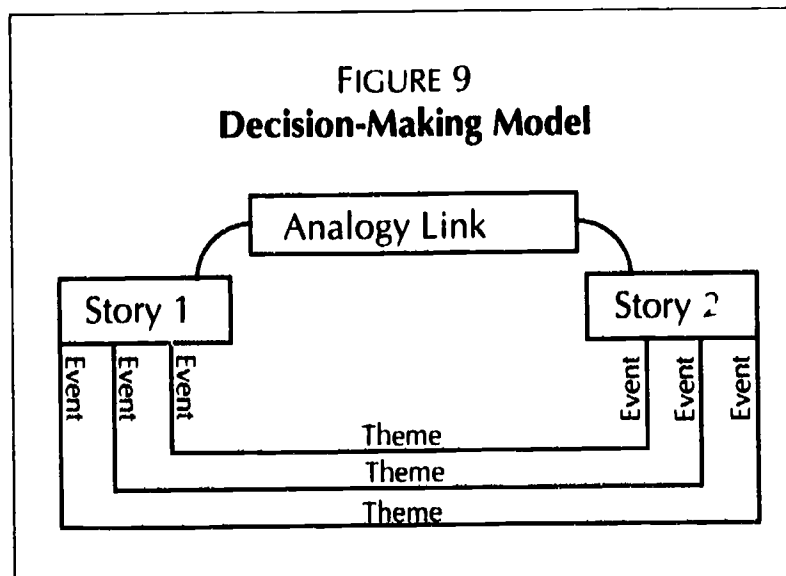 FIGURE 9
Decision-Making Model
Analogy Link
Story 1
Story 2
Event
Event
Event
Event
Event
Event
Theme
Theme
Theme